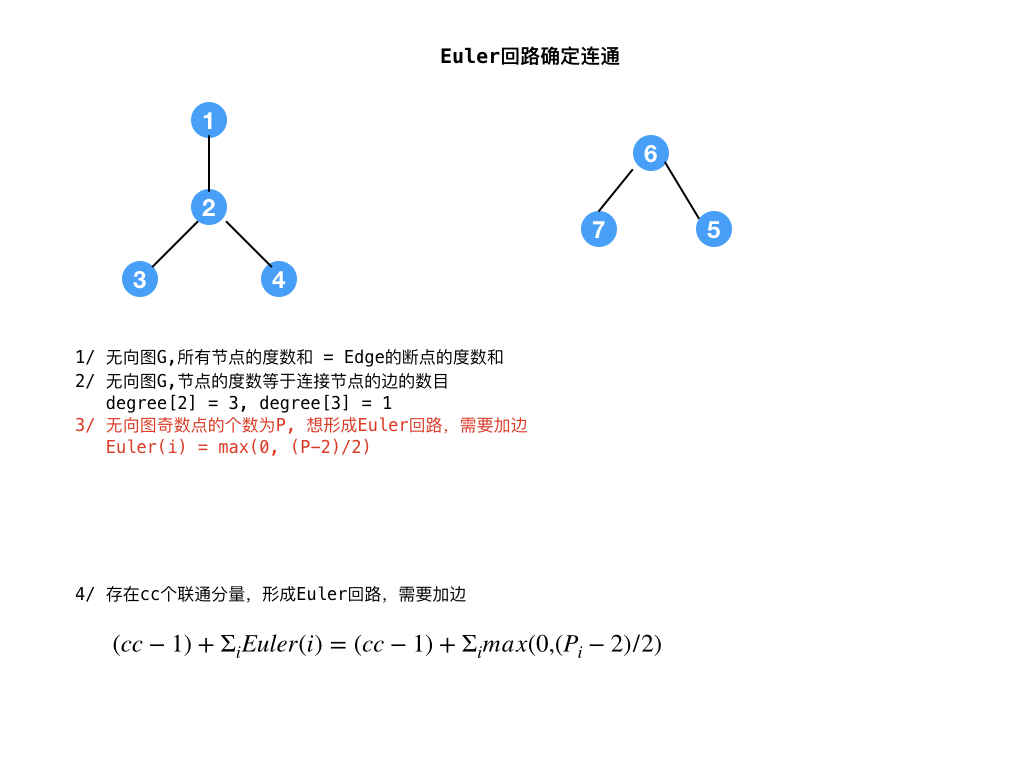 Euler回路确定连通
1
2
3
4
6
7
5
1/ 无向图G,所有节点的度数和 = Edge的断点的度数和
2/ 无向图G,节点的度数等于连接节点的边的数目
degree[2] = 3, degree[3] = 1
3/ 无向图奇数点的个数为P, 想形成Euler回路，需要加边
Euler(i) = max(0, (P-2)/2)
4/ 存在cc个联通分量，形成Euler回路，需要加边
(cc − 1) + Σ_i Euler(i) = (cc − 1) + Σ_i max(0,(P_i − 2)/2)